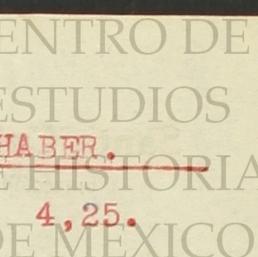 ENTRO DE
ESTUDIOS
HABER.
E HISTORIA
4,25.
DE MEXICO